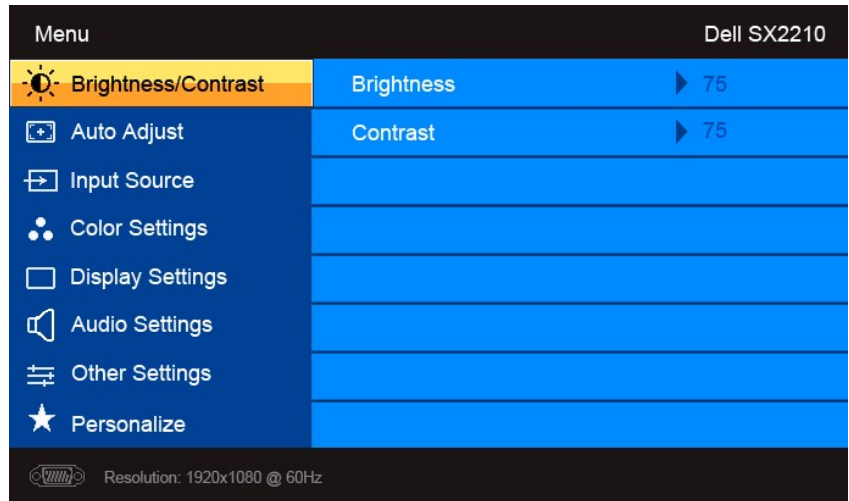 Menu Dell SX2210
Brightness/Contrast Brightness 75
Auto Adjust Contrast 75
Input Source
Color Settings
Display Settings
Audio Settings
Other Settings
Personalize
Resolution: 1920x1080 @ 60Hz